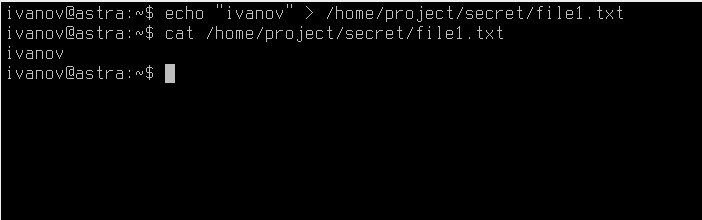 ivanov@astra:~$ echo "ivanov" > /home/project/secret/file1.txt
ivanov@astra:~$ cat /home/project/secret/file1.txt
ivanov
ivanov@astra:~$